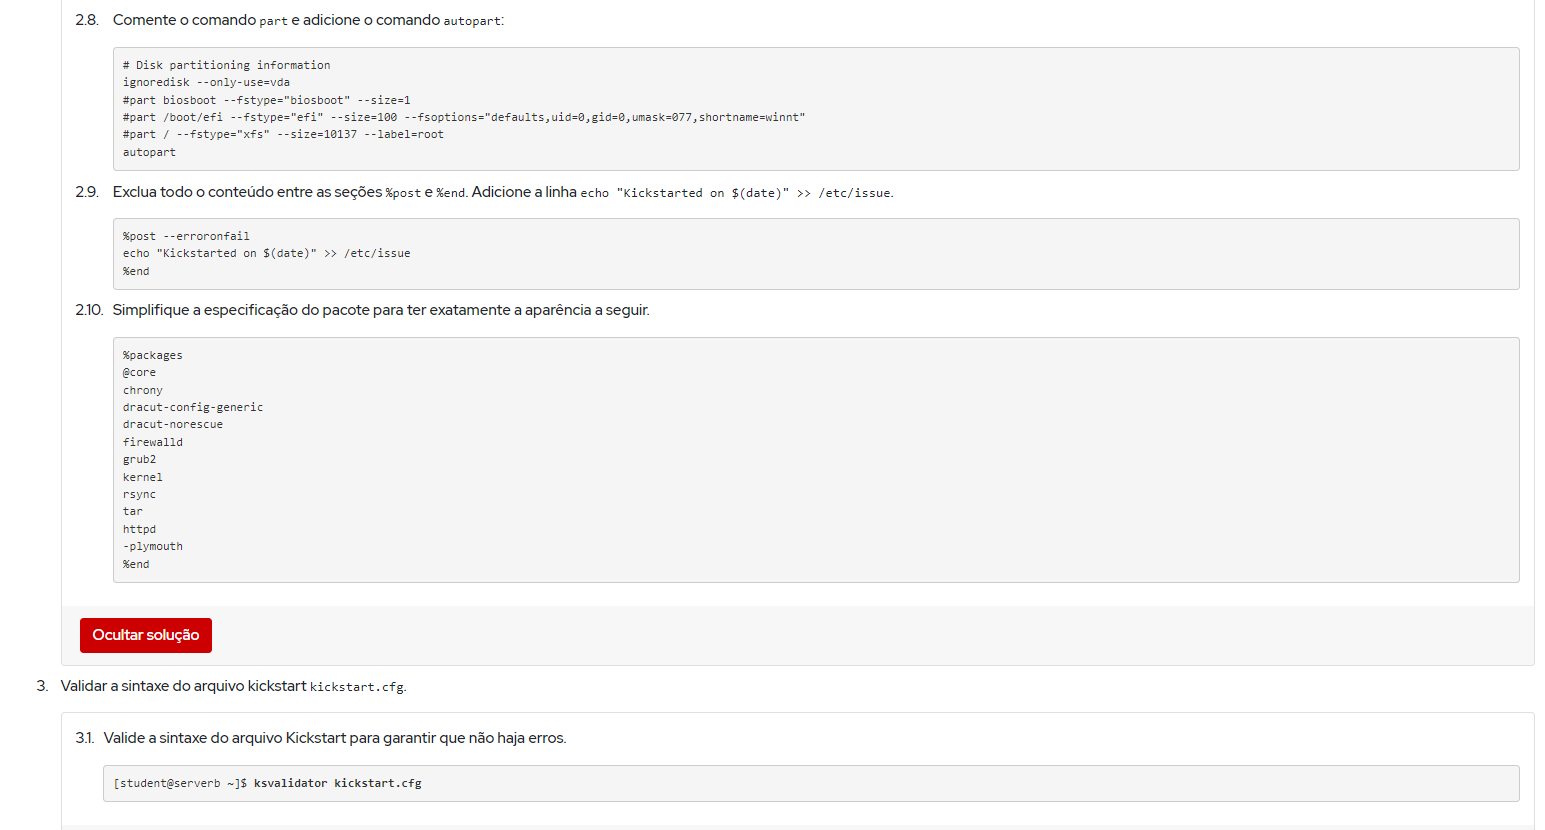 2.8. Comente o comando part e adicione o comando autopart:
# Disk partitioning information
ignoredisk --only-use=vda
#part biosboot --fstype="biosboot" --size=1
#part /boot/efi --fstype="efi" --size=100 --fsoptions="defaults,uid=0,gid=0,umask=077,shortname=winnt"
#part / --fstype="xfs" --size=10137 --label=root
autopart
2.9. Exclua todo o conteúdo entre as seções %post e %end. Adicione a linha echo "Kickstarted on $(date)" >> /etc/issue.
%post --erroronfail
echo "Kickstarted on $(date)" >> /etc/issue
%end
2.10. Simplifique a especificação do pacote para ter exatamente a aparência a seguir.
%packages
@core
chrony
dracut-config-generic
dracut-norescue
firewalld
grub2
kernel
rsync
tar
httpd
-plymouth
%end
Ocultar solução
3. Validar a sintaxe do arquivo kickstart kickstart.cfg.
3.1. Valide a sintaxe do arquivo Kickstart para garantir que não haja erros.
[student@serverb ~]$ ksvalidator kickstart.cfg